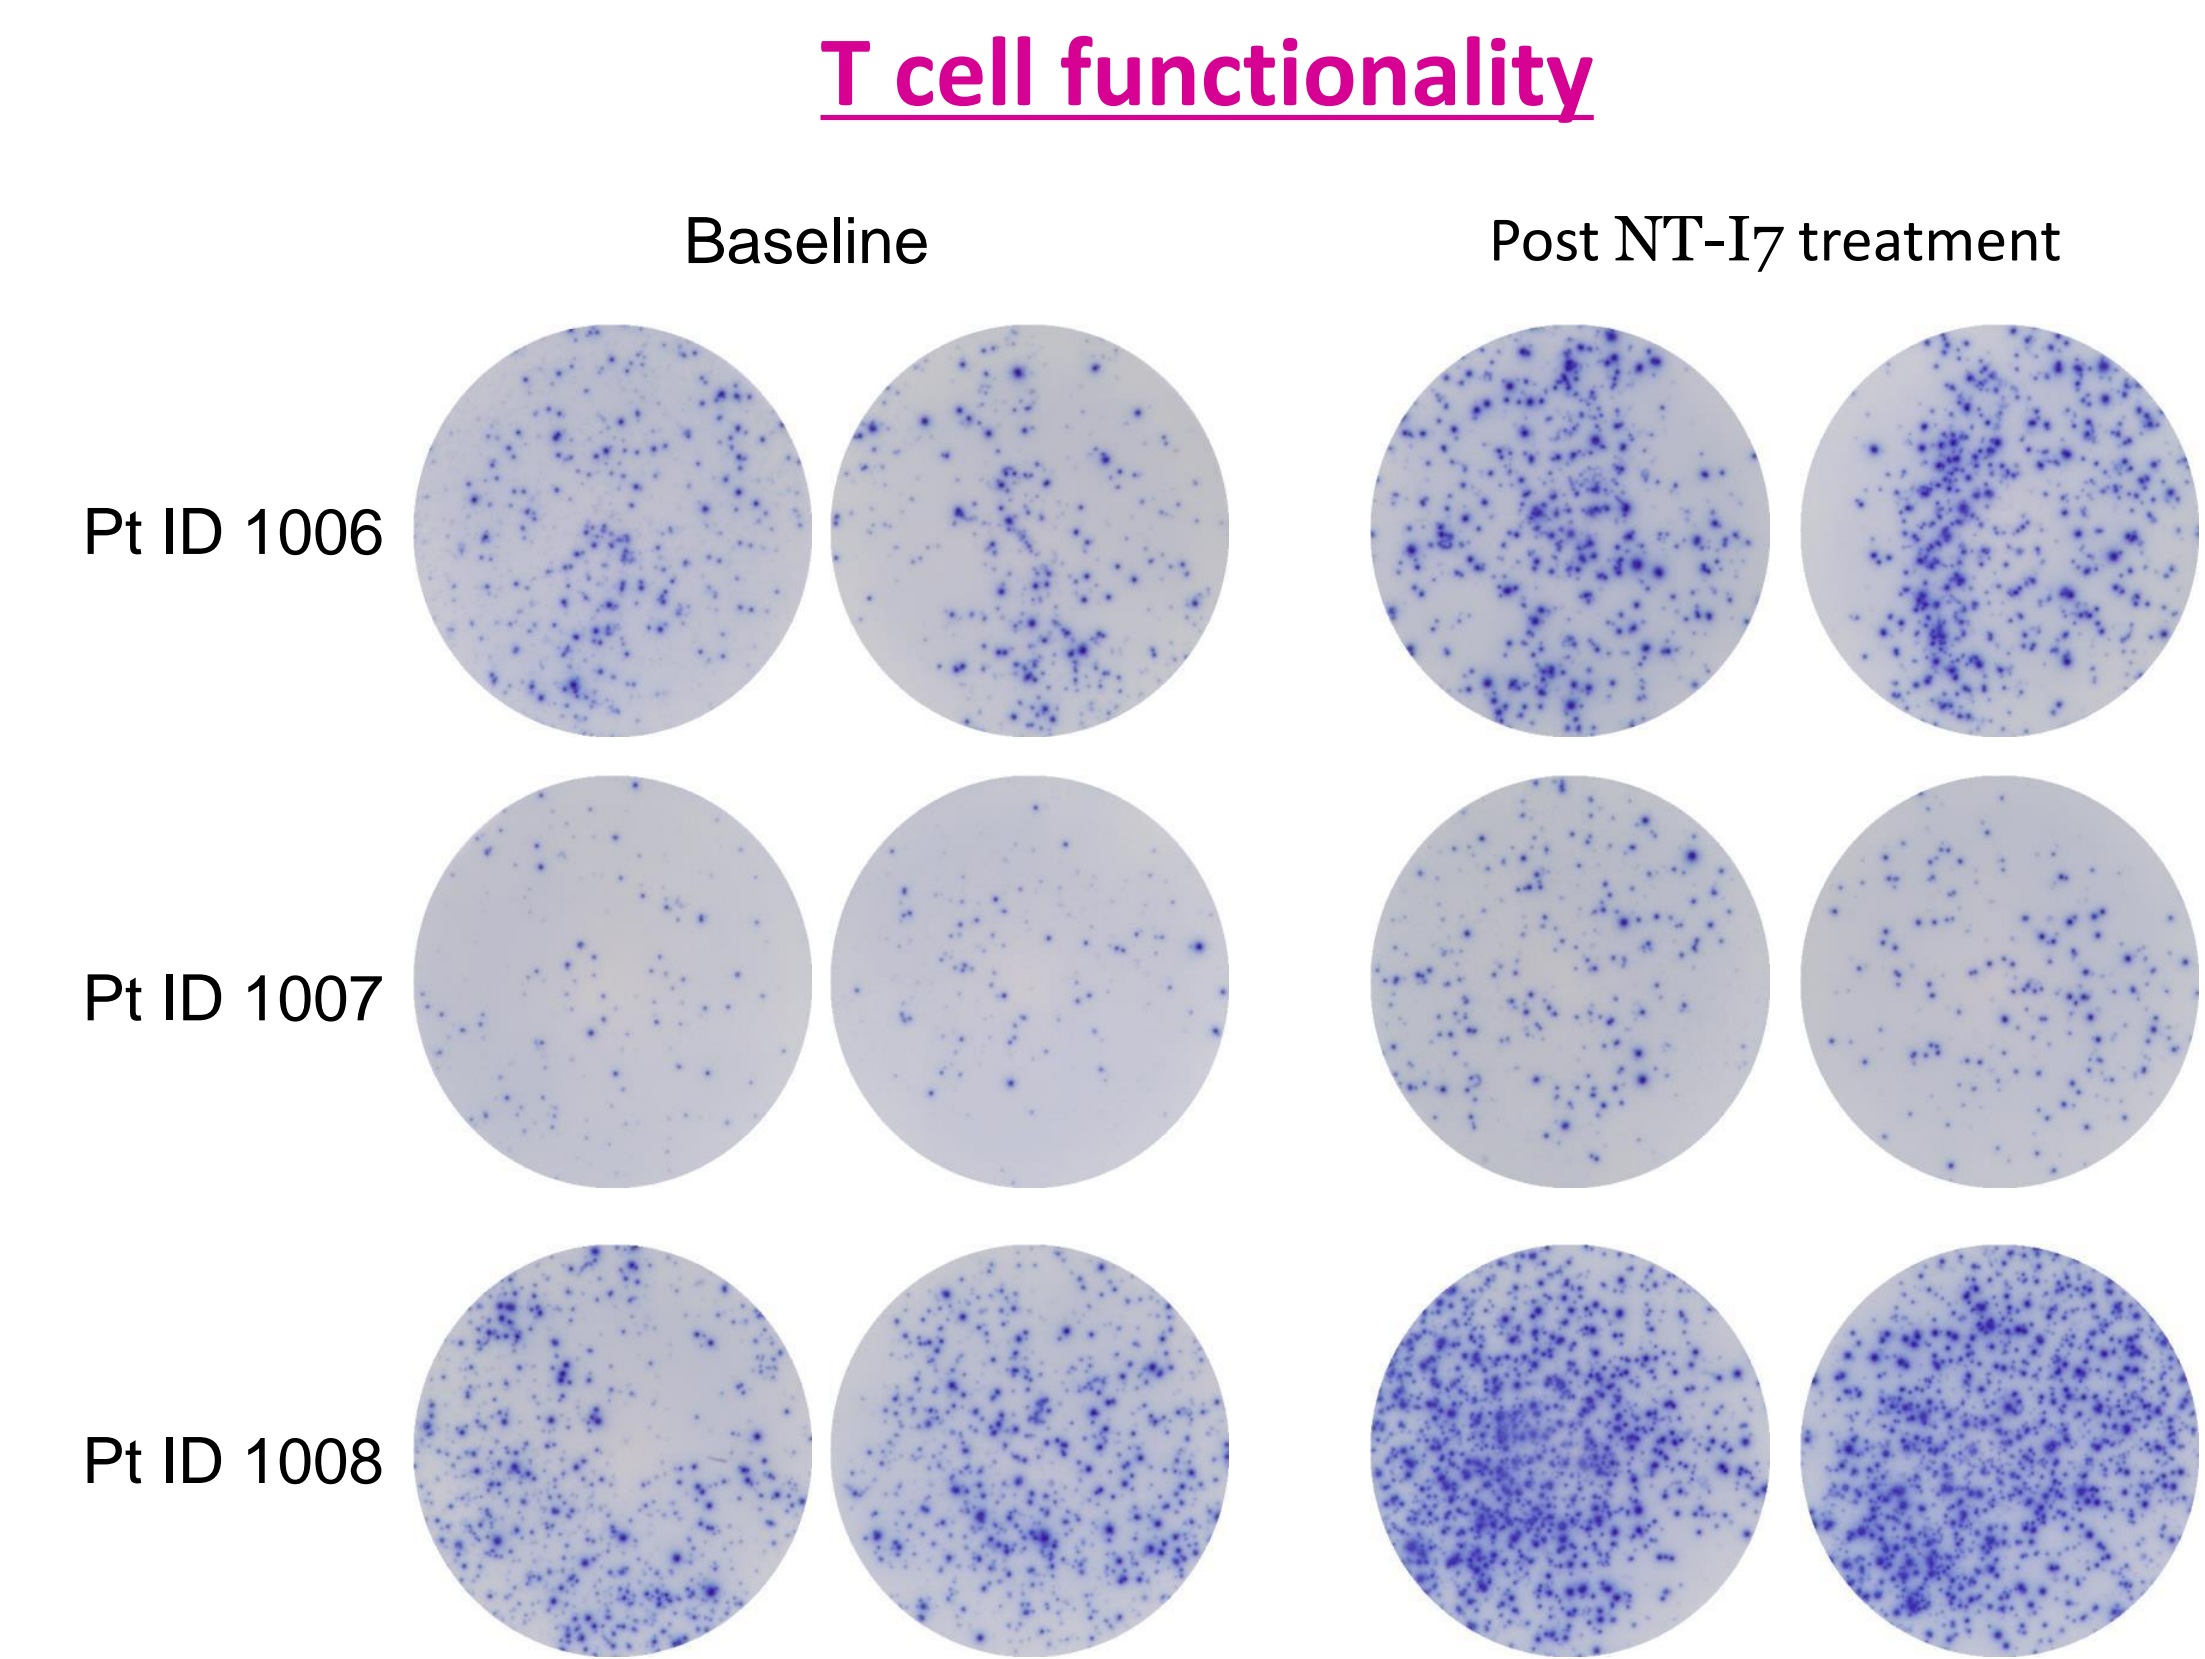 T cell functionality
Baseline
Post NT-I7 treatment
Pt ID 1006
Pt ID 1007
Pt ID 1008